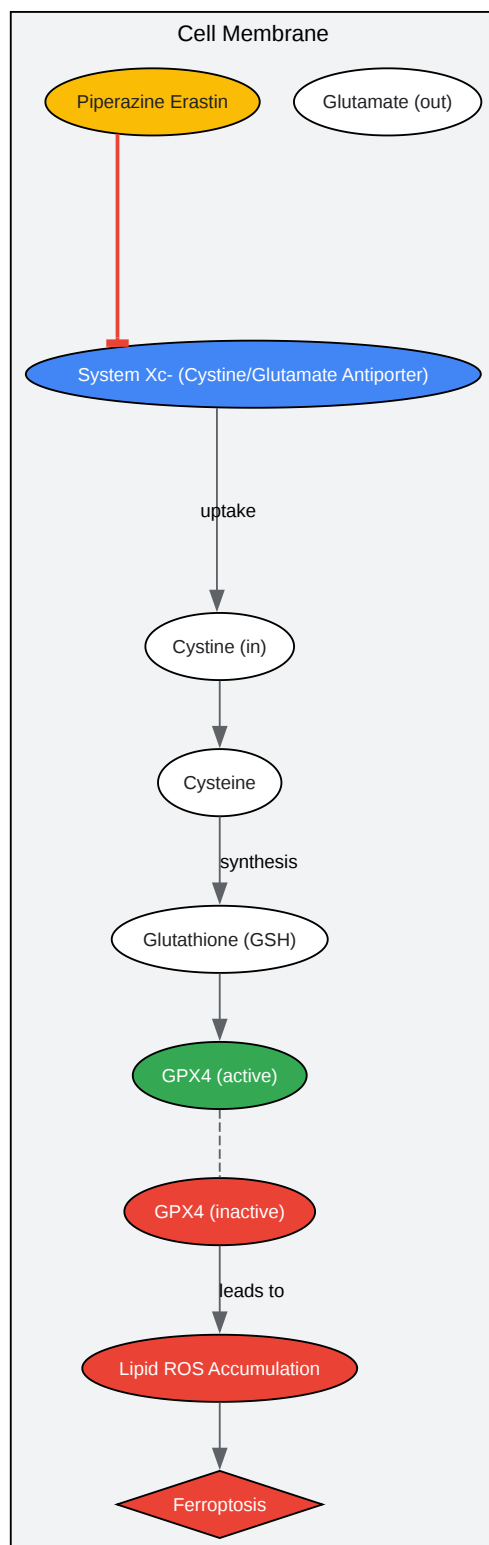 Cell Membrane
Piperazine Erastin
Glutamate (out)
System Xc- (Cystine/Glutamate Antiporter)
uptake
Cystine (in)
Cysteine
synthesis
Glutathione (GSH)
GPX4 (active)
GPX4 (inactive)
leads to
Lipid ROS Accumulation
Ferroptosis